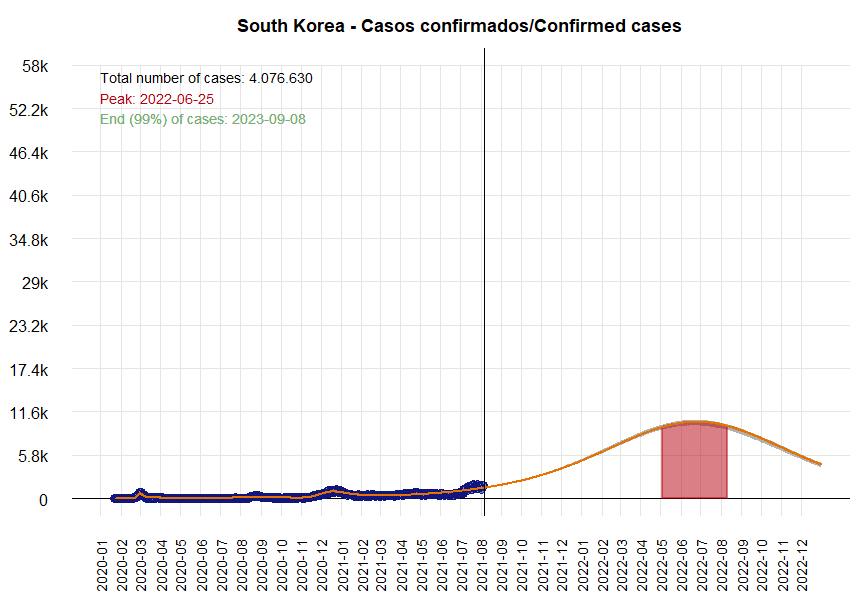 South Korea - Casos confirmados/Confirmed cases
Total number of cases: 4.076.630
Peak: 2022-06-25
End (99%) of cases: 2023-09-08
58k
52.2k
46.4k
40.6k
34.8k
29k
23.2k
17.4k
11.6k
5.8k
0
2020-01
2020-02
2020-03
2020-04
2020-05
2020-06
2020-07
2020-08
2020-09
2020-10
2020-11
2020-12
2021-01
2021-02
2021-03
2021-04
2021-05
2021-06
2021-07
2021-08
2021-09
2021-10
2021-11
2021-12
2022-01
2022-02
2022-03
2022-04
2022-05
2022-06
2022-07
2022-08
2022-09
2022-10
2022-11
2022-12